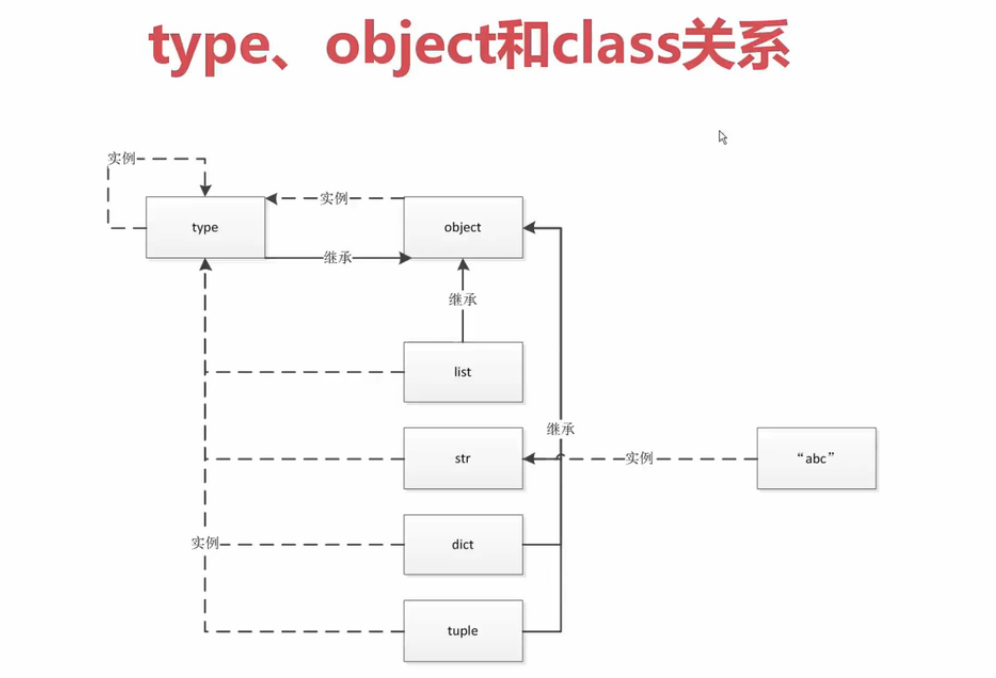 type、object和class关系
实例
实例
type
object
继承
继承
list
继承
str
实例
“abc”
实例
dict
tuple